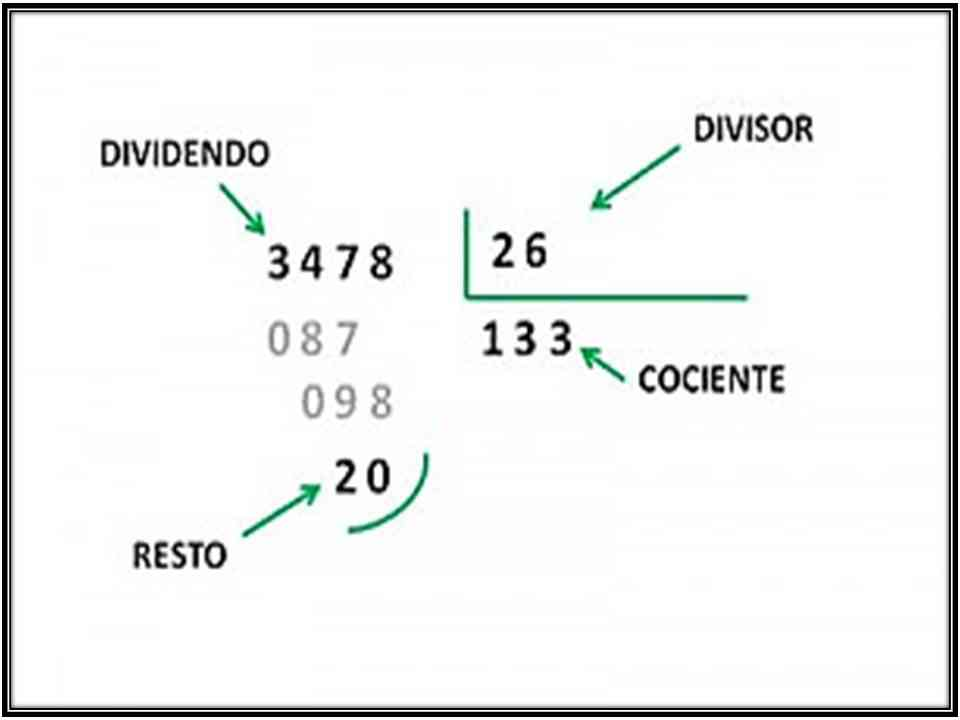 DIVISOR
DIVIDENDO
3478 26
087 133
COCIENTE
098
20
RESTO